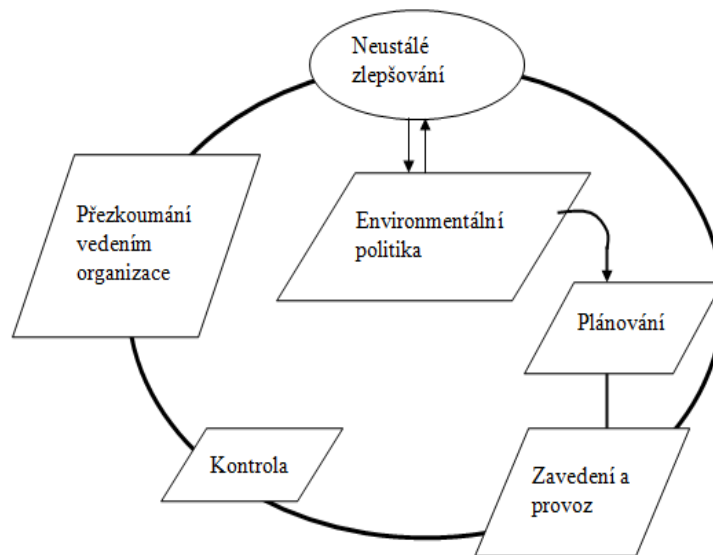 Neustálé
zlepšování
Environmentální
politika
Plánování
Zavedení a
provoz
Kontrola
Přezkoumání
vedením
organizace